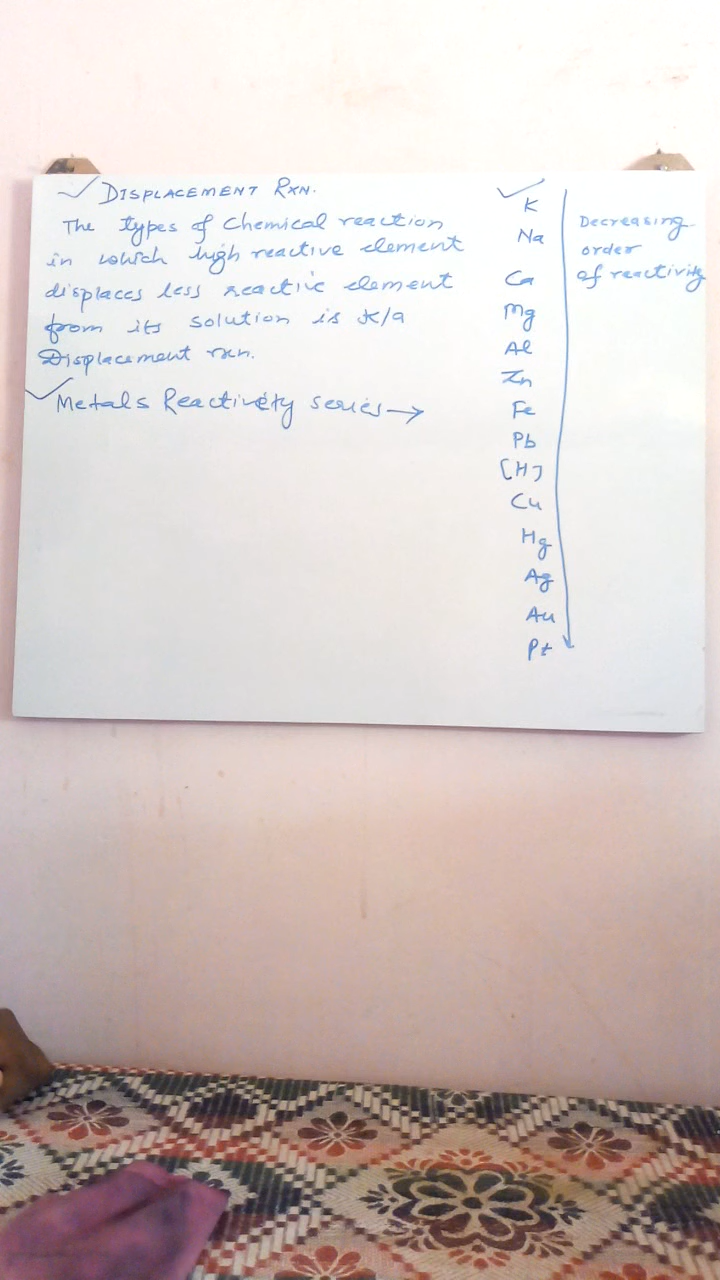 ✓ DISPLACEMENT RXN.
The types of Chemical reaction
in which high reactive element
displaces less reactive element
from its solution is K/a
Displacement rxn.
✓ Metals Reactivity series →
✓ K
Na
Ca
Mg
Al
Zn
Fe
Pb
[H]
Cu
Hg
Ag
Au
Pt
Decreasing
order
of reactivity